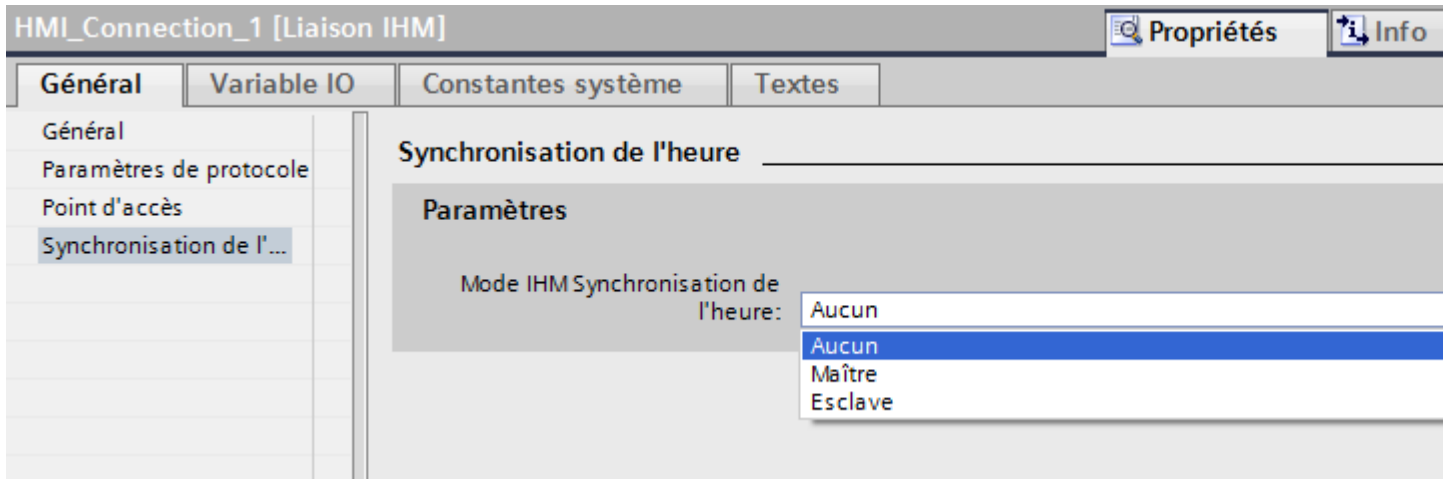 HMI_Connection_1 [Liaison IHM]
Propriétés
Info
Général
Variable IO
Constantes système
Textes
Général
Paramètres de protocole
Point d'accès
Synchronisation de l'...
Synchronisation de l'heure
Paramètres
Mode IHM Synchronisation de
l'heure:
Aucun
Aucun
Maître
Esclave